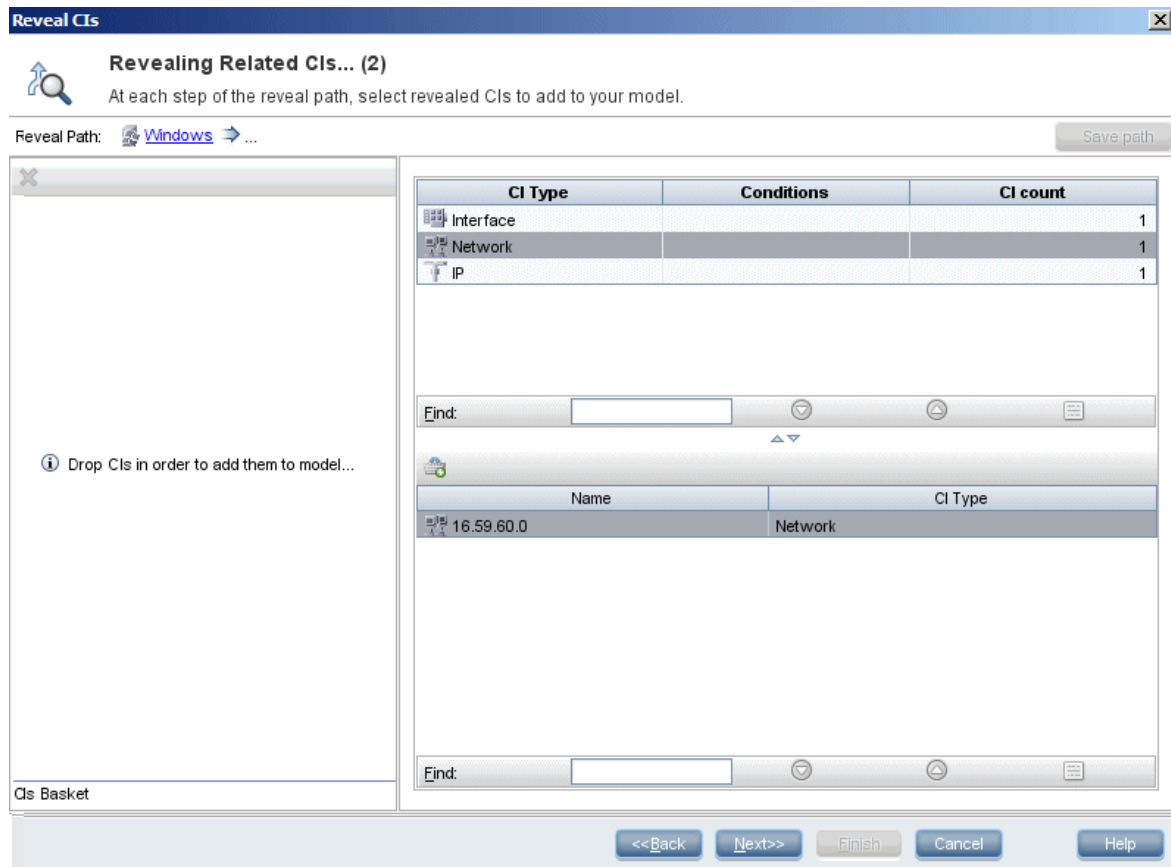 Reveal CIs
Revealing Related CIs... (2)
At each step of the reveal path, select revealed CIs to add to your model.
Reveal Path: Windows ...
Save path
CI Type Conditions CI count
Interface 1
Network 1
IP 1
Find:
Drop CIs in order to add them to model...
Name CI Type
16.59.60.0 Network
Find:
CIs Basket
<<Back Next>> Finish Cancel Help